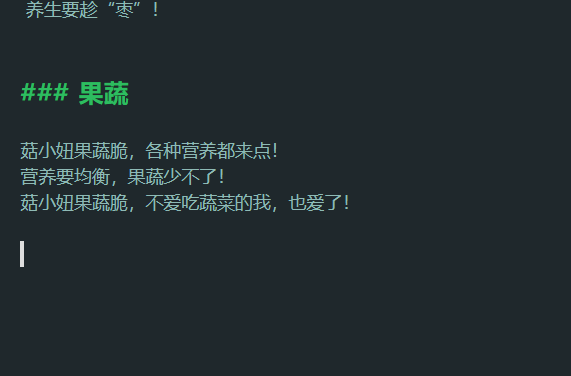 养生要趁“枣”！
### 果蔬
菇小妞果蔬脆，各种营养都来点！
营养要均衡，果蔬少不了！
菇小妞果蔬脆，不爱吃蔬菜的我，也爱了！